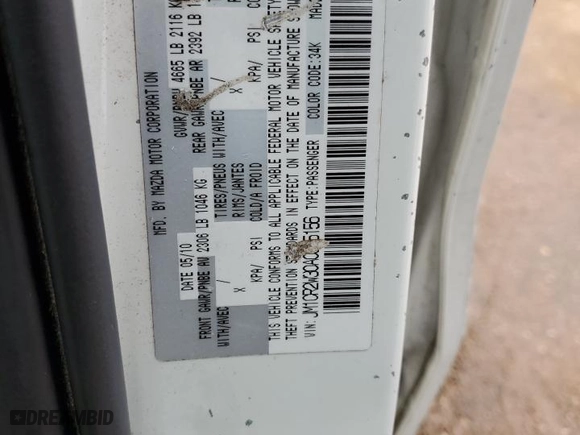 MFD. BY MAZDA MOTOR CORPORATION
DATE 05/10 GVWR/PNBV 4665 LB 2116
FRONT GAWR/PNBE AV 2306 LB 1046 KG REAR GAWR/PNBE AR 2392 LB
WITH/AVEC TIRES/PNEUS WITH/AVEC
/ RIMS/JANTES /
X COLD/A FROID X
KPA/ PSI KPA/ PSI
THIS VEHICLE CONFORMS TO ALL APPLICABLE FEDERAL MOTOR VEHICLE SAFETY
THEFT PREVENTION STANDARDS IN EFFECT ON THE DATE OF MANUFACTURE
VIN: TYPE:PASSENGER COLOR CODE:34K
DREAMBID